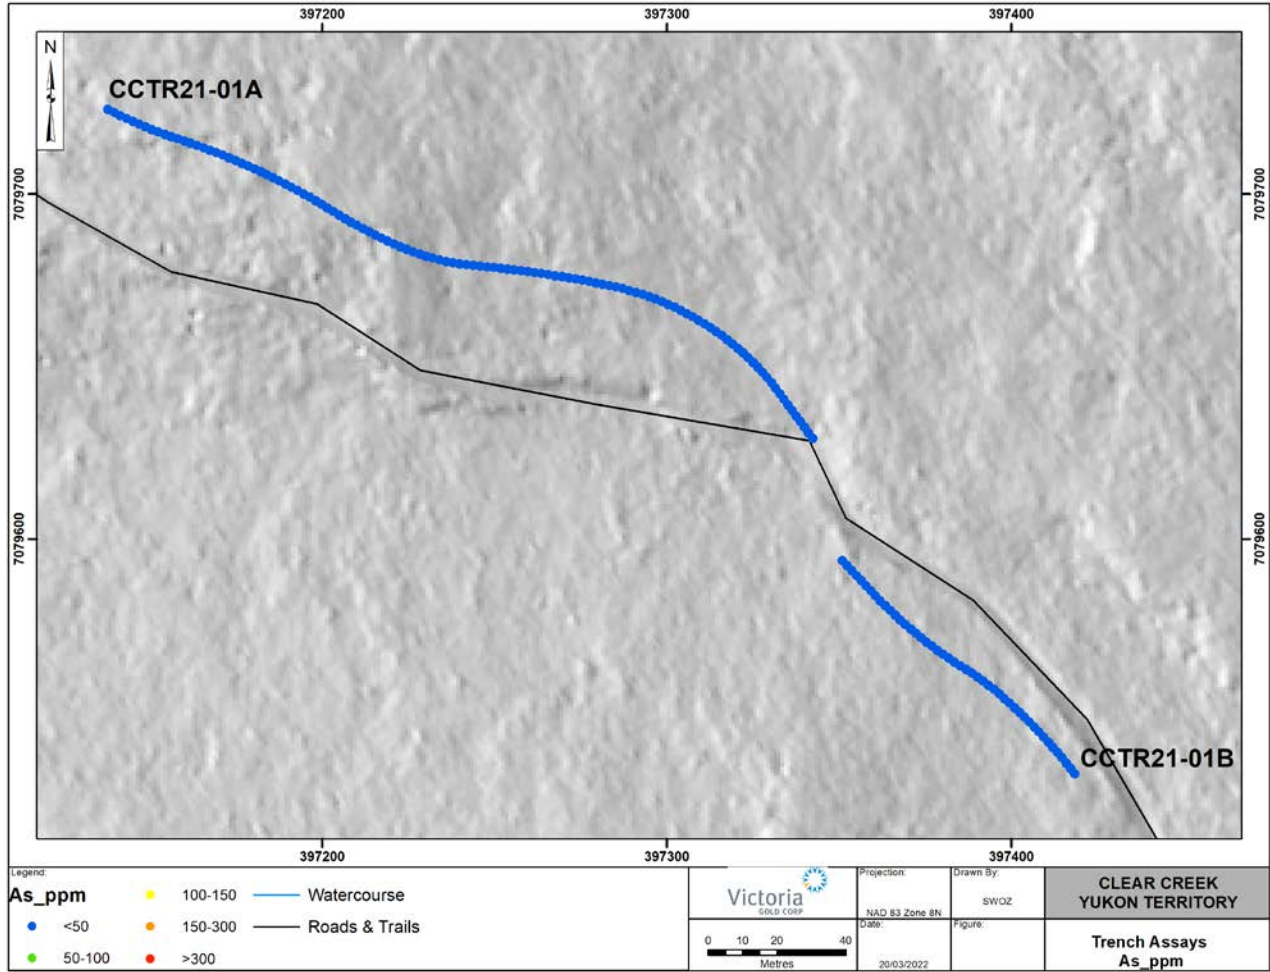 397200 397300 397400
N
CCTR21-01A
7079700 7079700
7079600 7079600
CCTR21-01B
397200 397300 397400
Legend:
As_ppm
<50
50-100
100-150
150-300
>300
Watercourse
Roads & Trails
Victoria
GOLD CORP
0 10 20 40
Metres
Projection:
NAD 83 Zone 8N
Date:
20/03/2022
Drawn By:
SWOZ
Figure:
CLEAR CREEK
YUKON TERRITORY
Trench Assays
As_ppm